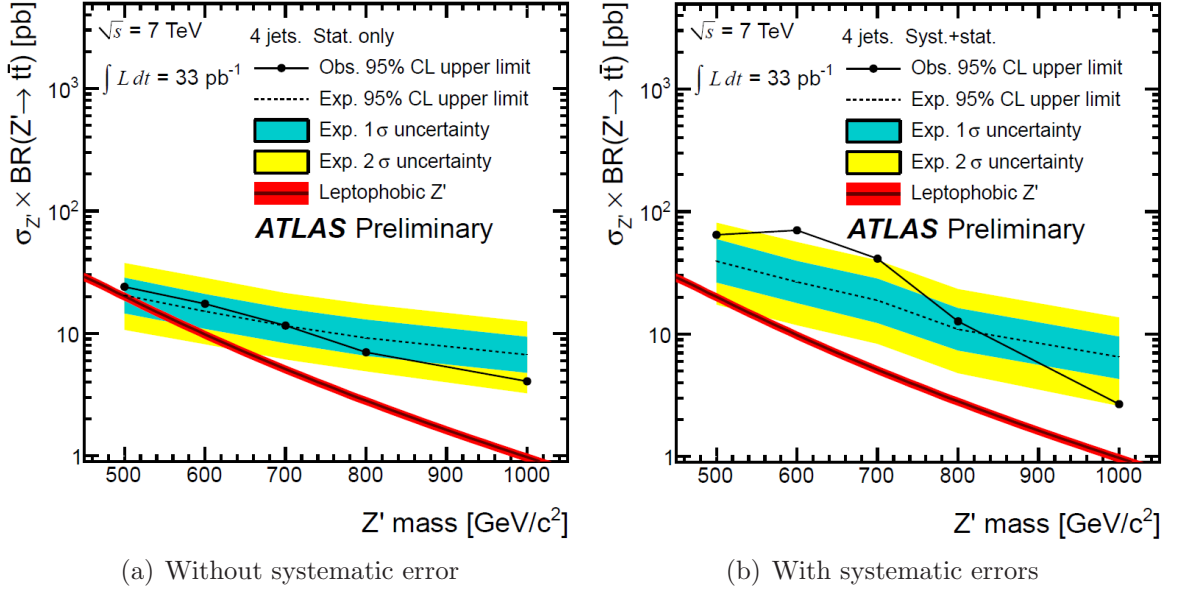 σ_Z' × BR(Z'→ tt̄) [pb]
√s = 7 TeV
∫ L dt = 33 pb⁻¹
4 jets. Stat. only
Obs. 95% CL upper limit
Exp. 95% CL upper limit
Exp. 1 σ uncertainty
Exp. 2 σ uncertainty
Leptophobic Z'
ATLAS Preliminary
10³
10²
10
1
500 600 700 800 900 1000
Z' mass [GeV/c²]
(a) Without systematic error
σ_Z' × BR(Z'→ tt̄) [pb]
√s = 7 TeV
∫ L dt = 33 pb⁻¹
4 jets. Syst.+stat.
Obs. 95% CL upper limit
Exp. 95% CL upper limit
Exp. 1 σ uncertainty
Exp. 2 σ uncertainty
Leptophobic Z'
ATLAS Preliminary
10³
10²
10
1
500 600 700 800 900 1000
Z' mass [GeV/c²]
(b) With systematic errors